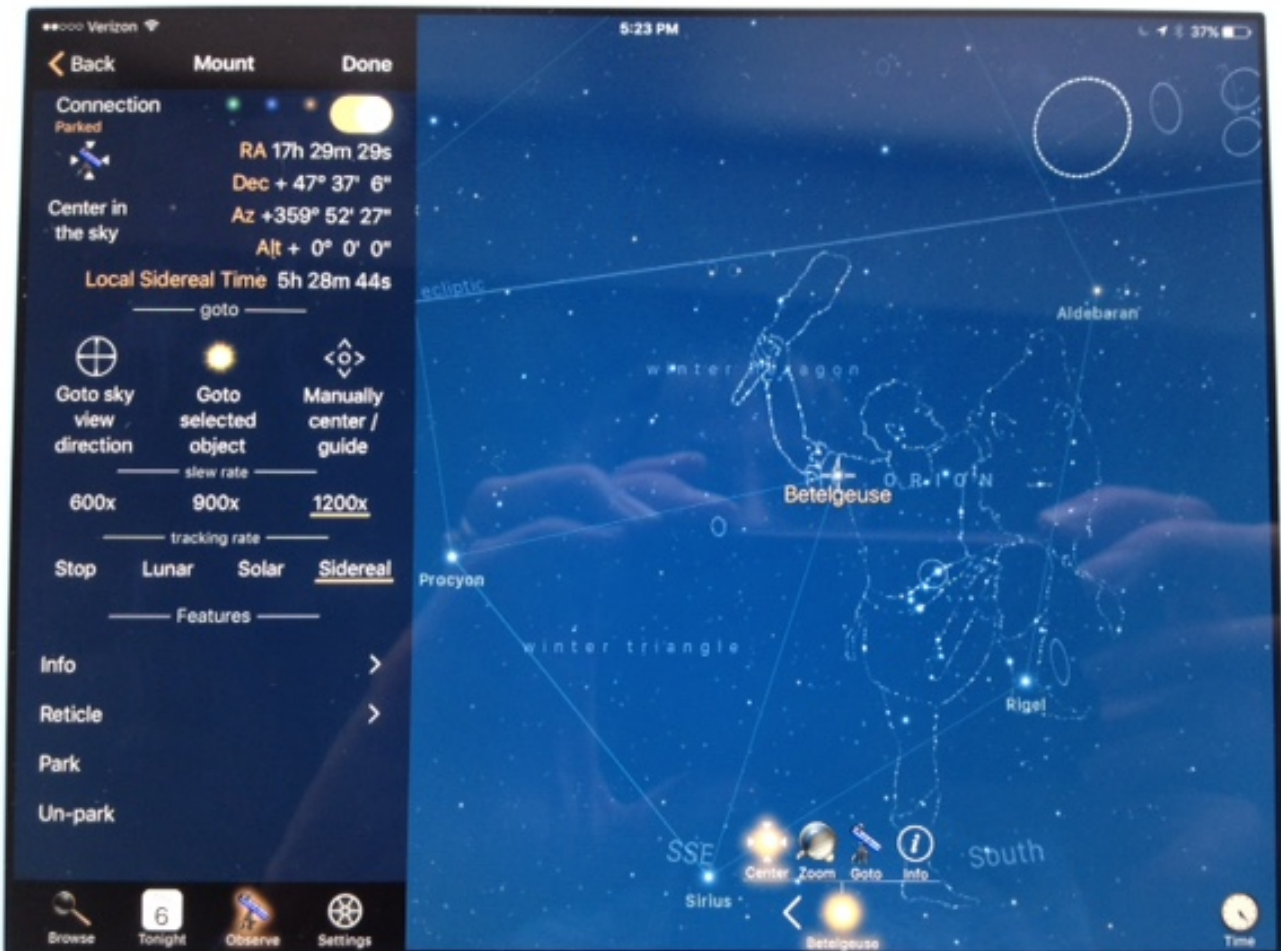 Verizon
5:23 PM
37%
Back
Mount
Done
Connection
Parked
RA 17h 29m 29s
Dec + 47° 37' 6"
Center in
the sky
Az +359° 52' 27"
Alt + 0° 0' 0"
Local Sidereal Time 5h 28m 44s
goto
Goto sky
view
direction
Goto
selected
object
Manually
center /
guide
slew rate
600x
900x
1200x
tracking rate
Stop
Lunar
Solar
Sidereal
Features
Info
Reticle
Park
Un-park
Browse
6
Tonight
Observe
Settings
ecliptic
Aldebaran
winter hexagon
ORION
Betelgeuse
Procyon
winter triangle
Rigel
SSE
South
Center
Zoom
Goto
i
Info
Sirius
Betelgeuse
Time